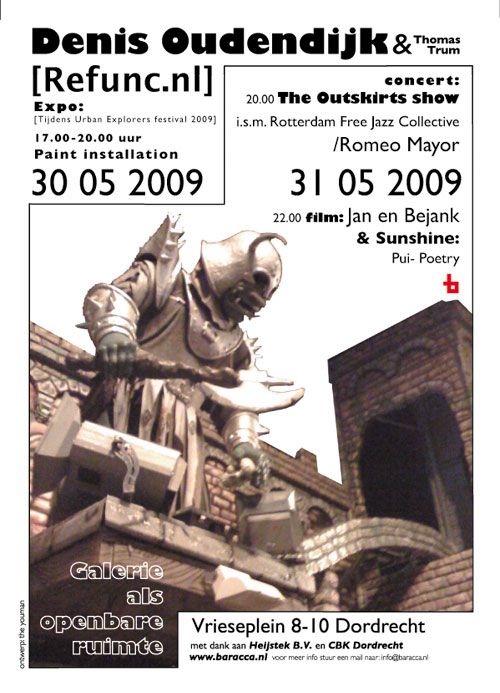 Denis Oudendijk & Thomas Trum
[Refunc.nl]
Expo:
[Tijdens Urban Explorers festival 2009]
17.00-20.00 uur
Paint installation
30 05 2009
concert:
20.00 The Outskirts show
i.s.m. Rotterdam Free Jazz Collective
/Romeo Mayor
31 05 2009
22.00 film: Jan en Bejank
& Sunshine:
Pui- Poetry
Galerie
als
openbare
ruimte
ontwerp: the youman
Vrieseplein 8-10 Dordrecht
met dank aan Heijstek B.V. en CBK Dordrecht
www.baracca.nl voor meer info stuur een mail naar: info@baracca.nl